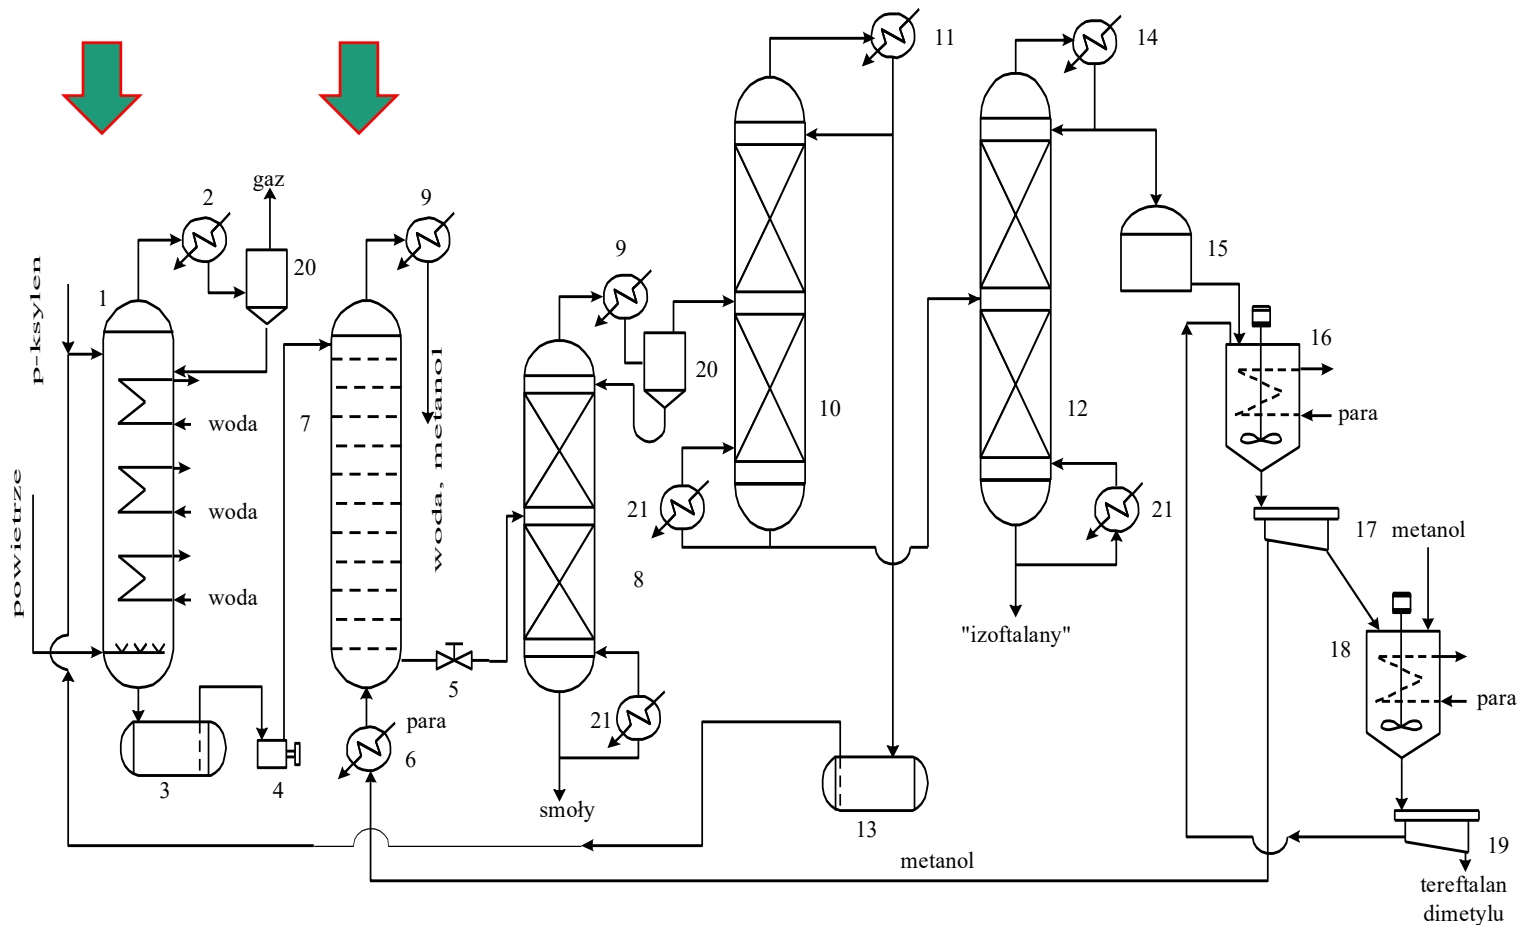 11
14
gaz
2
9
20
9
15
p-ksylen
1
16
20
woda
7
10
12
para
woda, metanol
powietrze
woda
21
21
17 metanol
8
woda
"izoftalany"
18
5
para
para
21
6
3
4
smoły
13
19
metanol
tereftalan
dimetylu